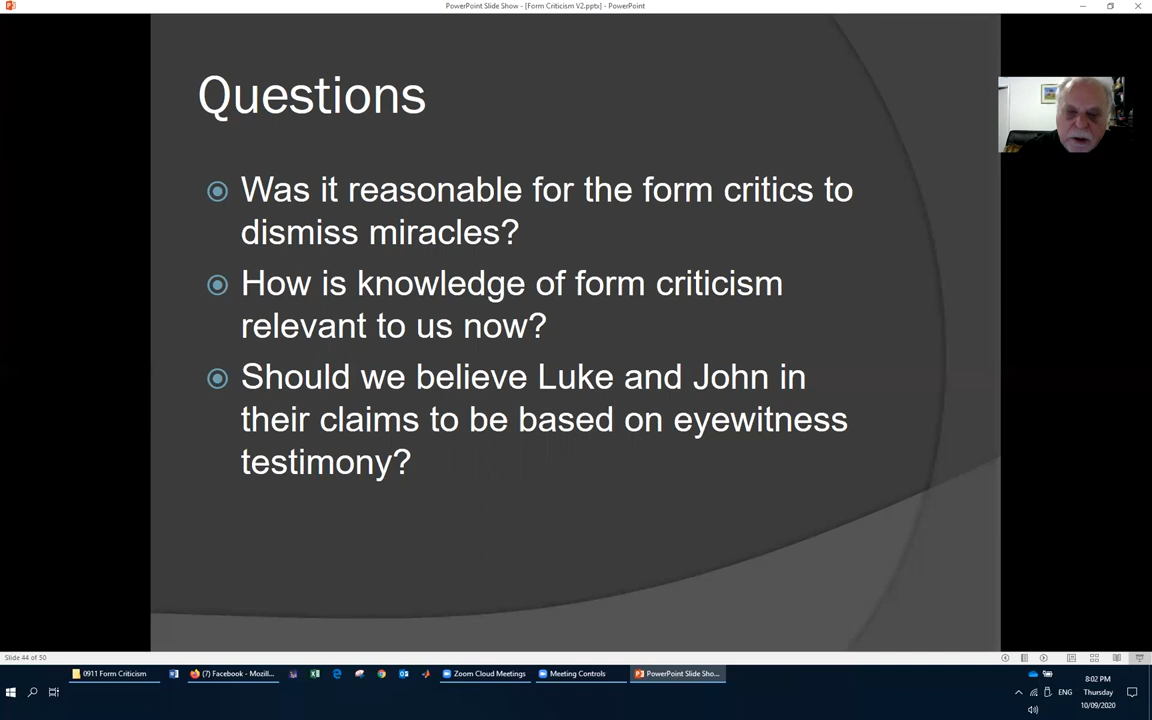 PowerPoint Slide Show - [Form Criticism V2.pptx] - PowerPoint
Questions
Was it reasonable for the form critics to
dismiss miracles?
How is knowledge of form criticism
relevant to us now?
Should we believe Luke and John in
their claims to be based on eyewitness
testimony?
Slide 44 of 50
0911 Form Criticism
(7) Facebook - Mozill...
Zoom Cloud Meetings
Meeting Controls
PowerPoint Slide Sho...
ENG
8:02 PM
Thursday
10/09/2020